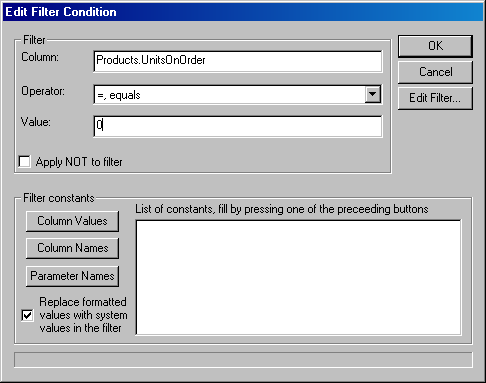 Edit Filter Condition
Filter
Column:
Products.UnitsOnOrder
OK
Cancel
Operator:
=, equals
Edit Filter...
Value:
0
Apply NOT to filter
Filter constants
Column Values
List of constants, fill by pressing one of the preceeding buttons
Column Names
Parameter Names
Replace formatted
values with system
values in the filter